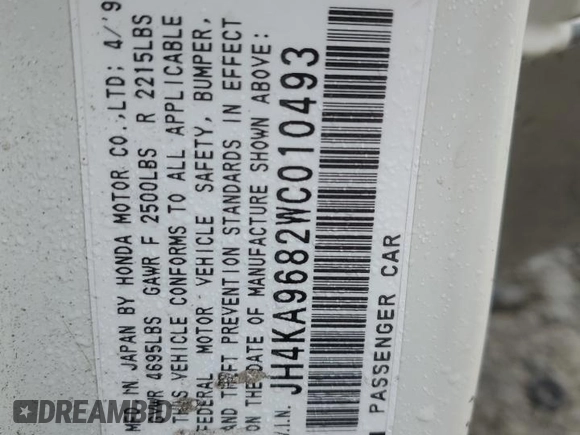 MFD IN JAPAN BY HONDA MOTOR CO.,LTD; 4/'9
GVWR 4695LBS GAWR F 2500LBS R 2215LBS
THIS VEHICLE CONFORMS TO ALL APPLICABLE
FEDERAL MOTOR VEHICLE SAFETY, BUMPER,
AND THEFT PREVENTION STANDARDS IN EFFECT
ON THE DATE OF MANUFACTURE SHOWN ABOVE:
V.I.N. JH4KA9682WC010493
PASSENGER CAR
DREAMBID